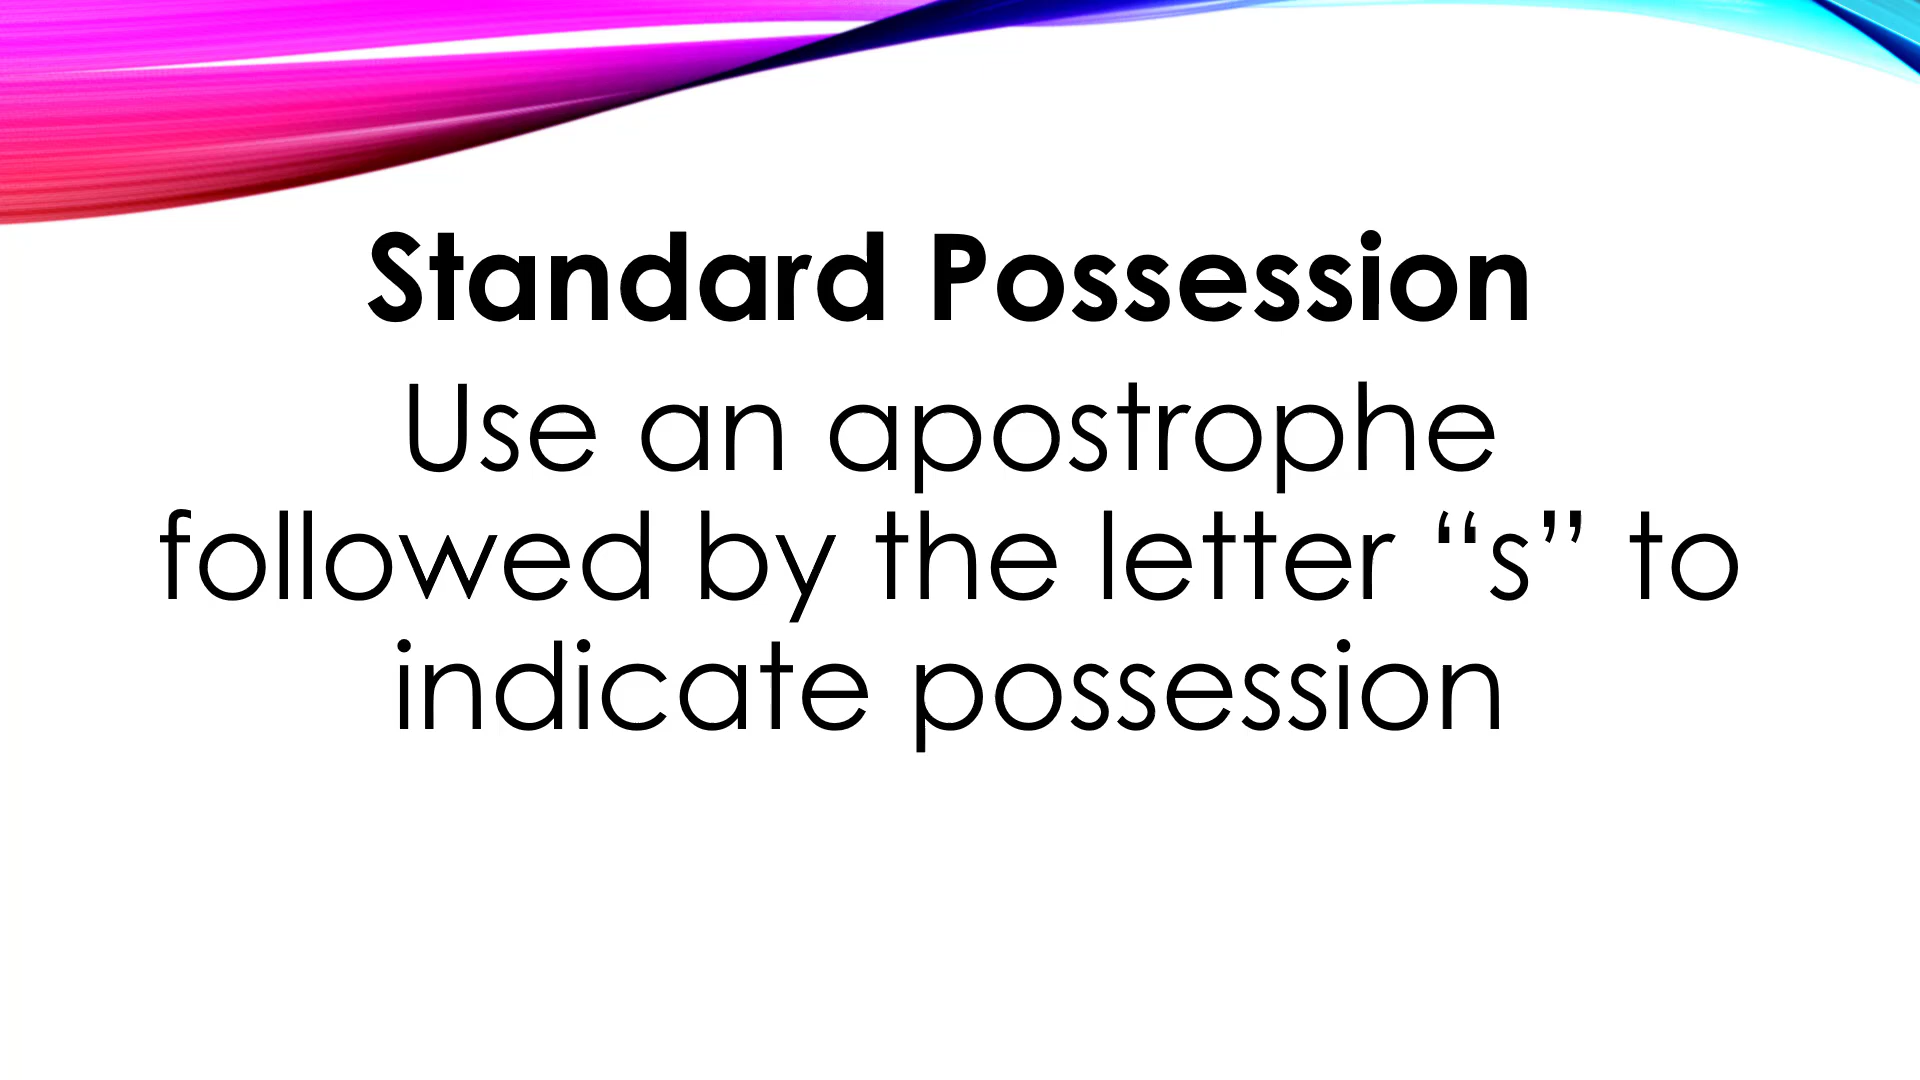 Standard Possession
Use an apostrophe
followed by the letter “s” to
indicate possession